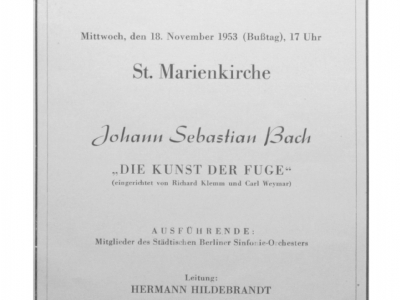 Mittwoch, den 18. November 1953 (Bußtag), 17 Uhr
St. Marienkirche
Johann Sebastian Bach
„DIE KUNST DER FUGE“
(eingerichtet von Richard Klemm und Carl Weymar)
AUSFÜHRENDE:
Mitglieder des Städtischen Berliner Sinfonie-Orchesters
Leitung:
HERMANN HILDEBRANDT